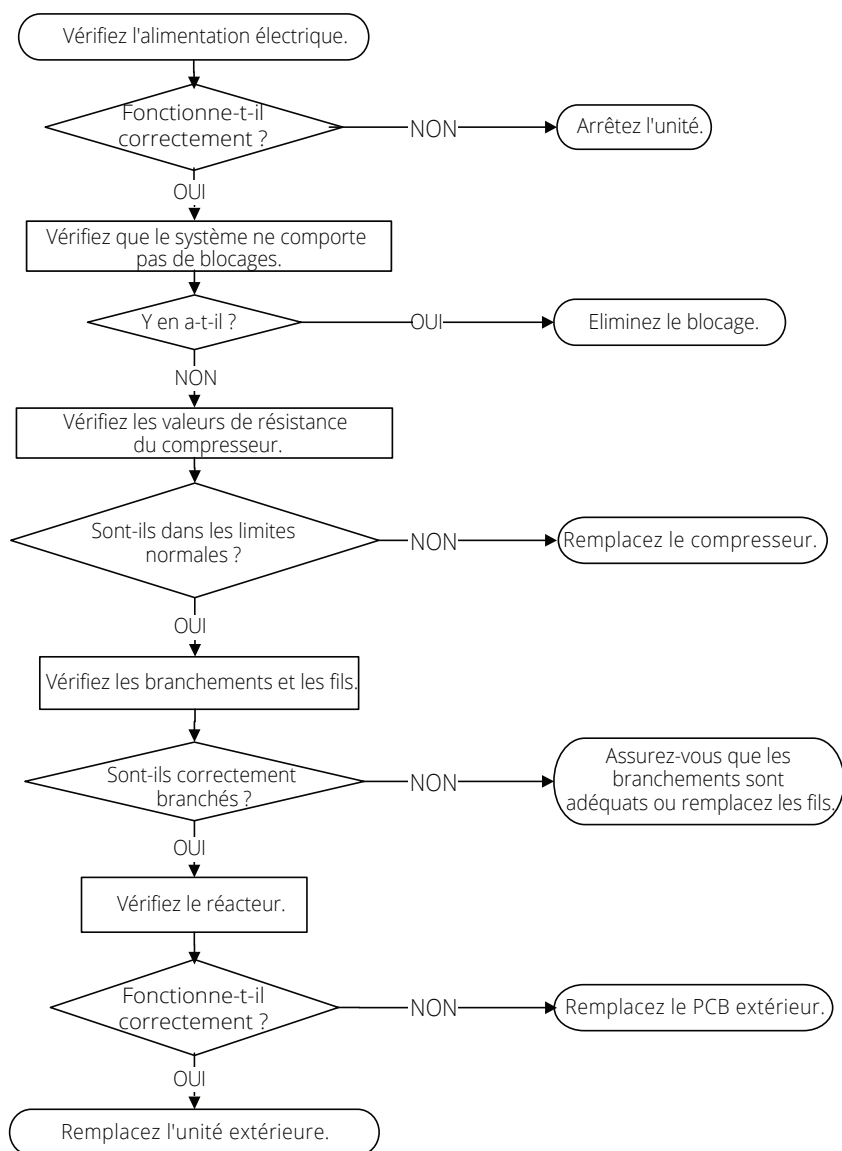 Vérifiez l'alimentation électrique.
Fonctionne-t-il
correctement ?
NON
Arrêtez l'unité.
OUI
Vérifiez que le système ne comporte
pas de blocages.
Y en a-t-il ?
OUI
Eliminez le blocage.
NON
Vérifiez les valeurs de résistance
du compresseur.
Sont-ils dans les limites
normales ?
NON
Remplacez le compresseur.
OUI
Vérifiez les branchements et les fils.
Sont-ils correctement
branchés ?
NON
Assurez-vous que les
branchements sont
adéquats ou remplacez les fils.
OUI
Vérifiez le réacteur.
Fonctionne-t-il
correctement ?
NON
Remplacez le PCB extérieur.
OUI
Remplacez l'unité extérieure.